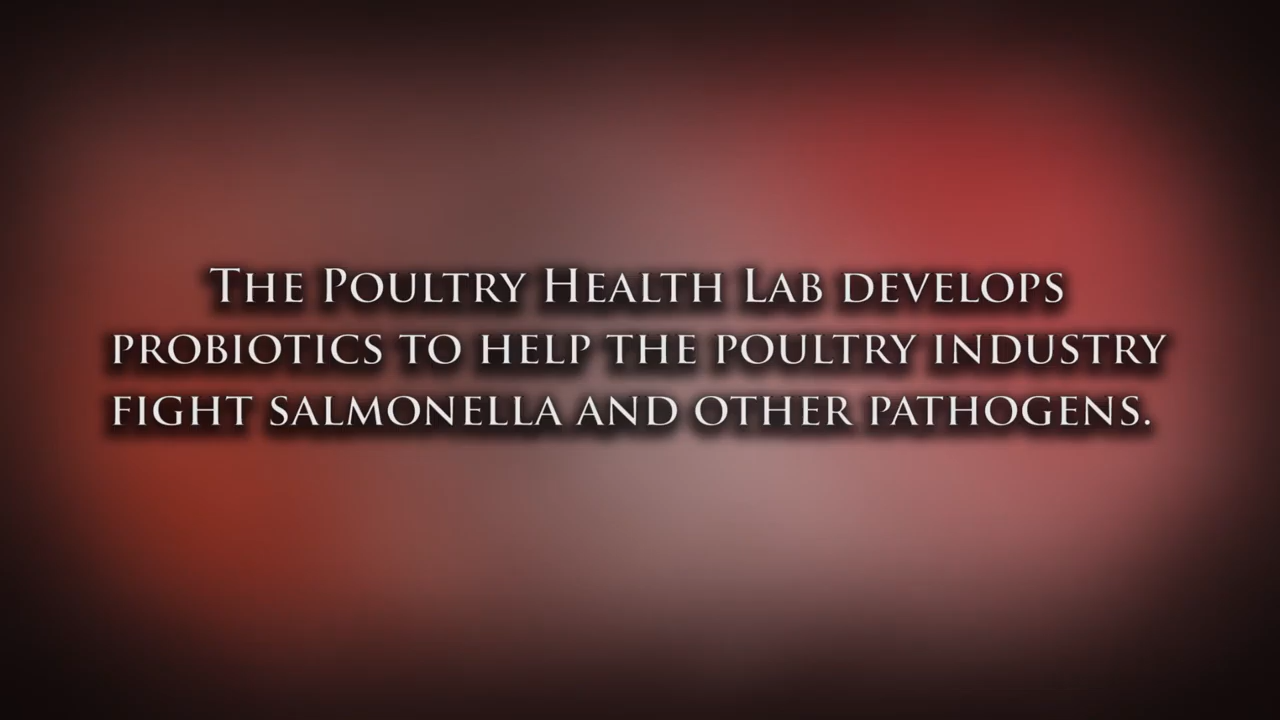 The Poultry Health Lab develops
probiotics to help the poultry industry
fight salmonella and other pathogens.